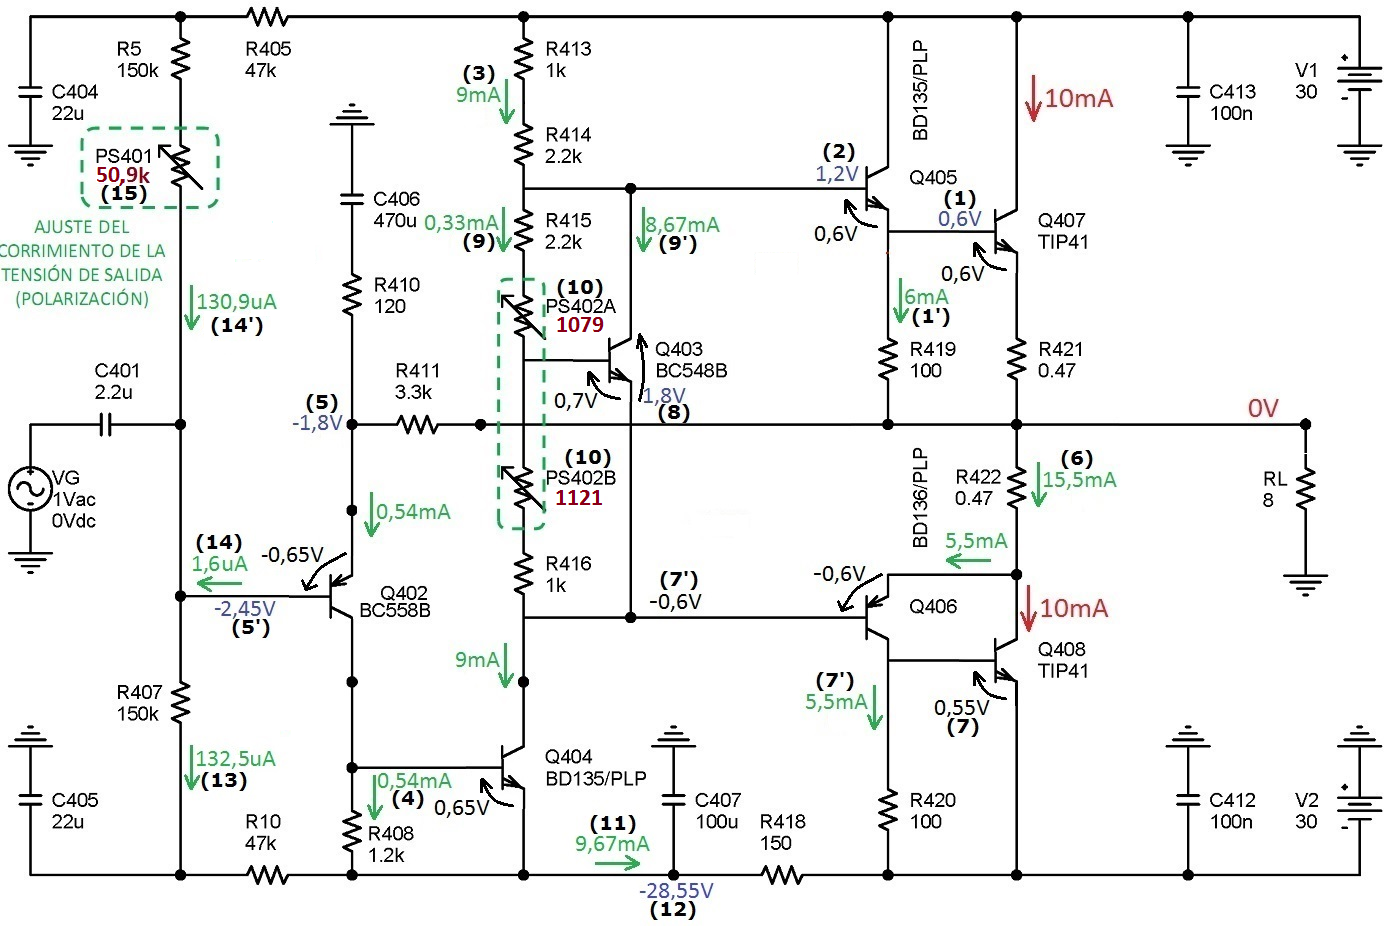 R5
150k
R405
47k
R413
1k
(3)
9mA
BD135/PLP
10mA
C404
22u
C413
100n
V1
30
+
-
PS401
50,9k
(15)
R414
2.2k
(2)
1,2V
Q405
C406
470u
0,33mA
(9)
R415
2.2k
8,67mA
(9')
0,6V
(1)
0,6V
Q407
TIP41
AJUSTE DEL
CORRIMIENTO DE LA
TENSIÓN DE SALIDA
(POLARIZACIÓN)
0,6V
130,9uA
(14')
R410
120
(10)
PS402A
1079
6mA
(1')
Q403
BC548B
R419
100
R421
0.47
C401
2.2u
R411
3.3k
(5)
-1,8V
0,7V
1,8V
(8)
0V
+
VG
1Vac
0Vdc
(10)
PS402B
1121
BD136/PLP
R422
0.47
(6)
15,5mA
RL
8
0,54mA
(14)
1,6uA
-0,65V
-2,45V
(5')
Q402
BC558B
R416
1k
(7')
-0,6V
-0,6V
5,5mA
Q406
10mA
9mA
Q408
TIP41
R407
150k
(7')
5,5mA
0,55V
(7)
132,5uA
(13)
Q404
BD135/PLP
0,54mA
(4)
0,65V
C405
22u
R10
47k
R408
1.2k
(11)
9,67mA
C407
100u
R418
150
R420
100
C412
100n
V2
30
+
-
-28,55V
(12)